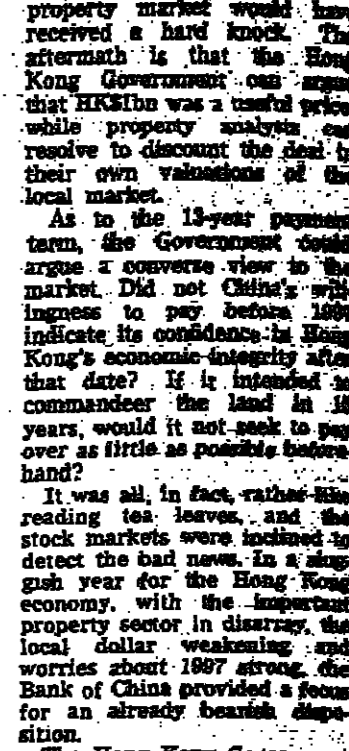 property market would have
received a hard knock. The
aftermath is that the Hong
Kong Government can argue
that HK$1bn was a useful price
while property analysts can
resolve to discount the deal in
their own valuations of the
local market.
As to the 13-year payment
term, the Government could
argue a converse view to the
market. Did not China's will-
ingness to pay before 1997
indicate its confidence in Hong
Kong's economic integrity after
that date? If it intended to
commandeer the land in
years, would it not seek to pay
over as little as possible before-
hand?
It was all, in fact, rather like
reading tea leaves, and the
stock markets were inclined to
detect the bad news. In a slug-
gish year for the Hong Kong
economy, with the important
property sector in disarray, the
local dollar weakening and
worries about 1997 strong, the
Bank of China provided a focus
for an already bearish dispo-
sition.
The Hong Kong